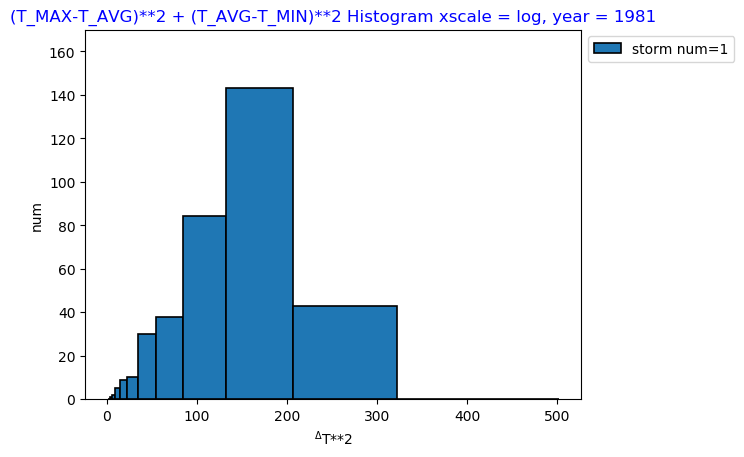 (T_MAX-T_AVG)**2 + (T_AVG-T_MIN)**2 Histogram xscale = log, year = 1981
storm num=1
160
140
120
100
80
60
40
20
0
num
0 100 200 300 400 500
ΔT**2